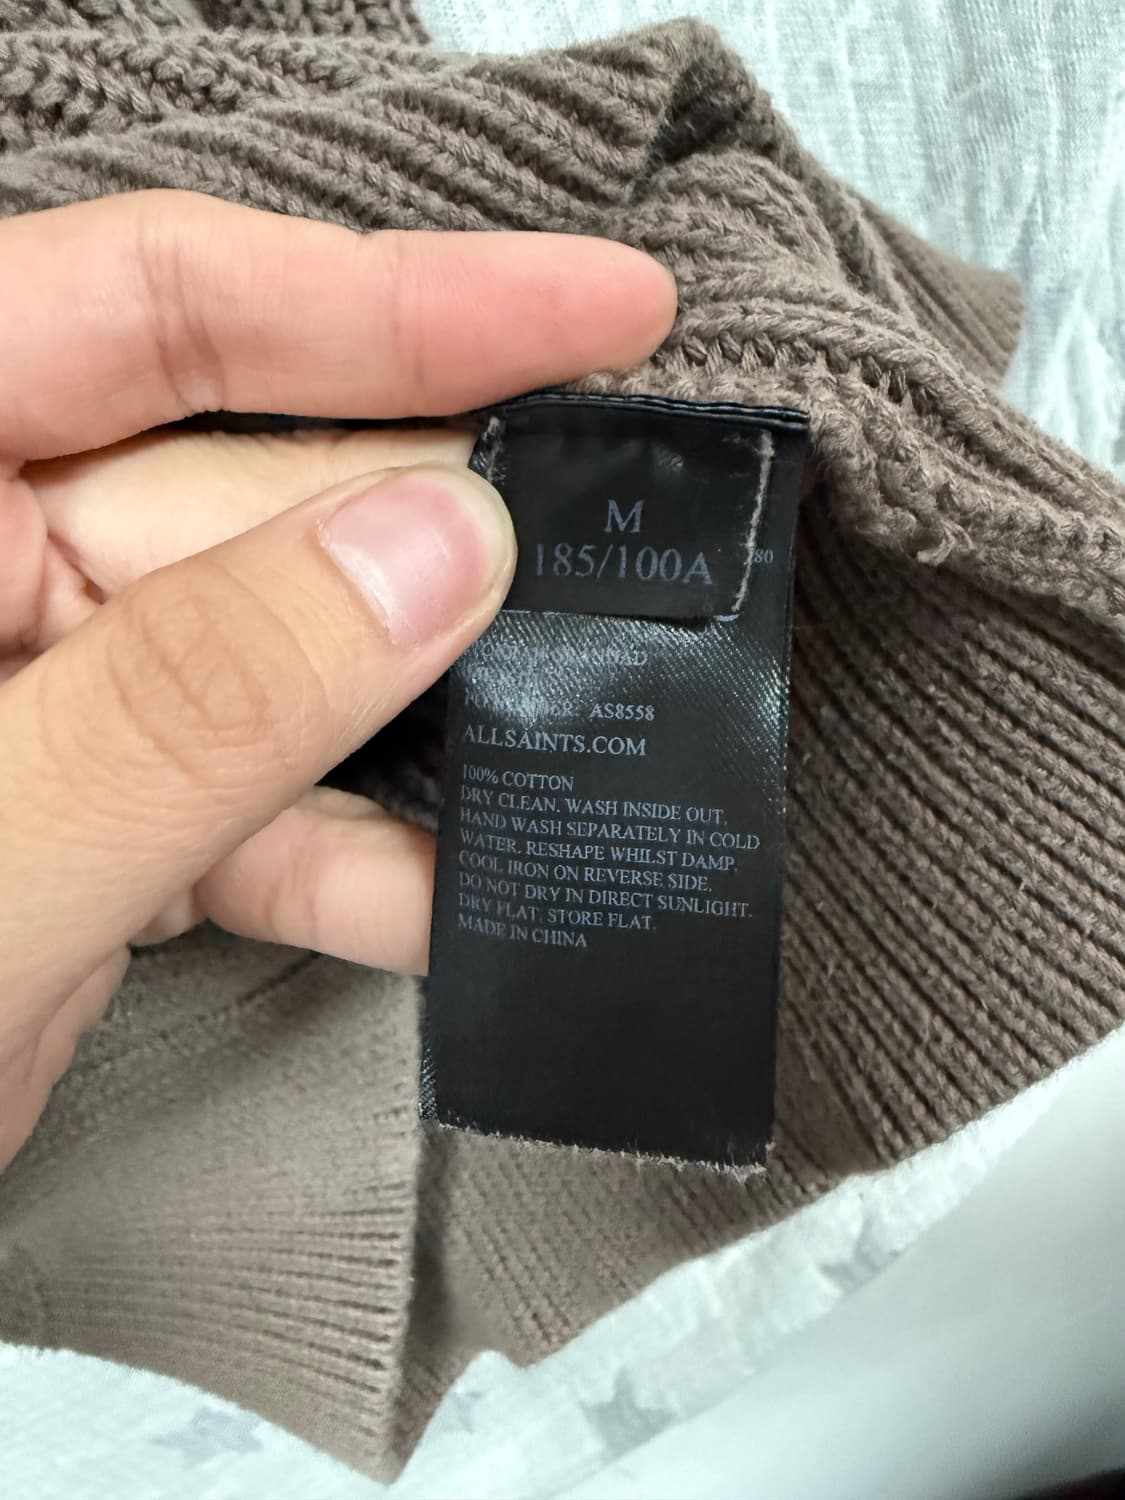 M
185/100A
80
AS8558
ALLSAINTS.COM
100% COTTON
DRY CLEAN. WASH INSIDE OUT.
HAND WASH SEPARATELY IN COLD
WATER. RESHAPE WHILST DAMP.
COOL IRON ON REVERSE SIDE.
DO NOT DRY IN DIRECT SUNLIGHT.
DRY FLAT. STORE FLAT.
MADE IN CHINA